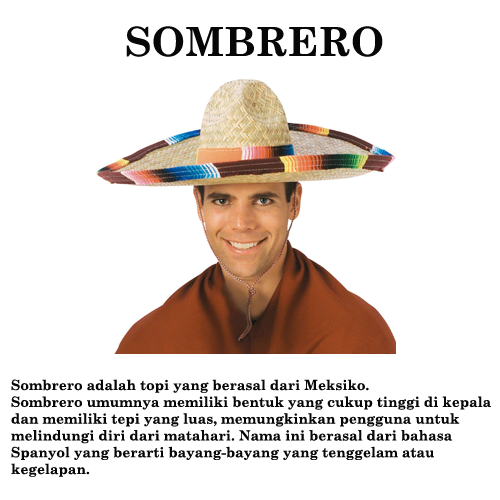 SOMBRERO
Sombrero adalah topi yang berasal dari Meksiko.
Sombrero umumnya memiliki bentuk yang cukup tinggi di kepala
dan memiliki tepi yang luas, memungkinkan pengguna untuk
melindungi diri dari matahari. Nama ini berasal dari bahasa
Spanyol yang berarti bayang-bayang yang tenggelam atau
kegelapan.